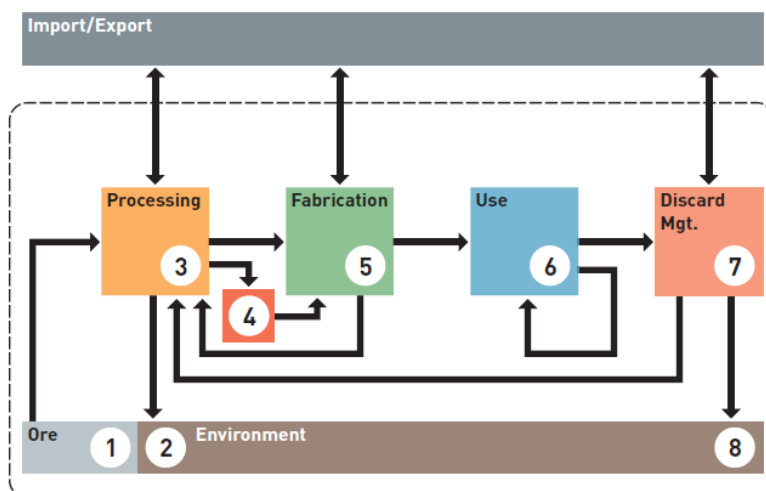 Import/Export
Processing
Fabrication
Use
Discard
Mgt.
3
5
6
7
4
Ore
1
2
Environment
8